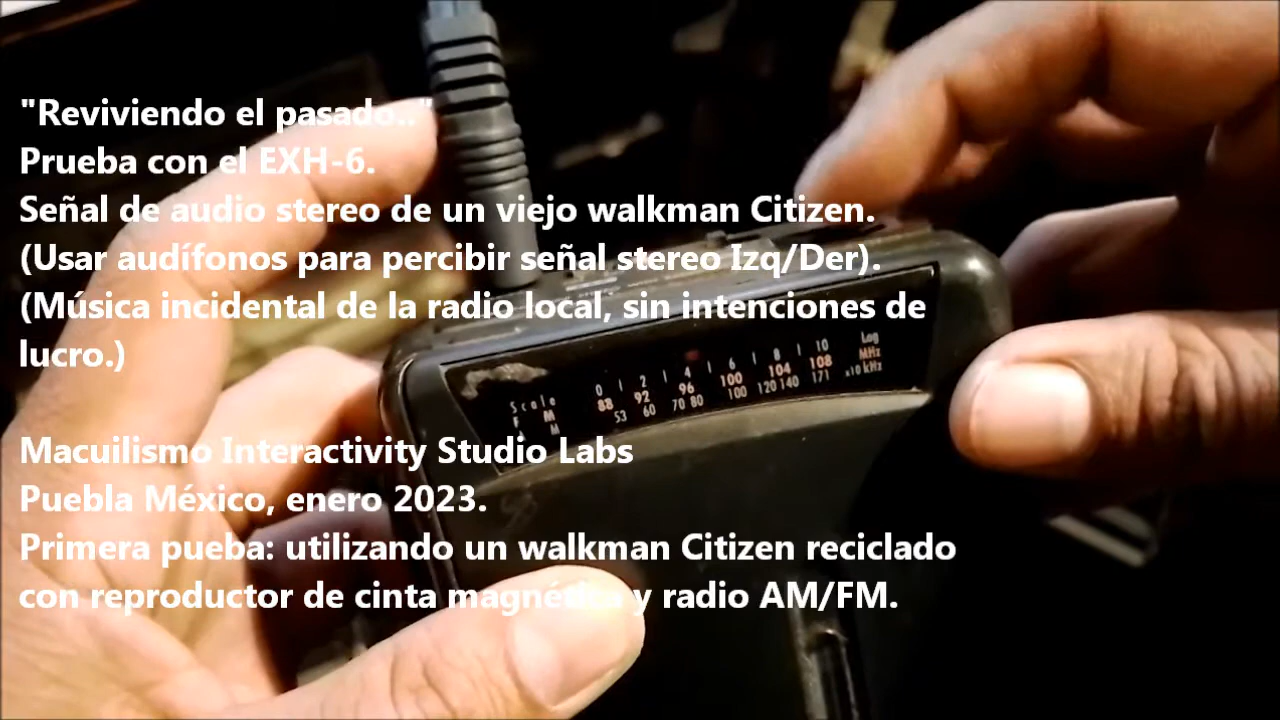 "Reviviendo el pasado.."
Prueba con el EXH-6.
Señal de audio stereo de un viejo walkman Citizen.
(Usar audífonos para percibir señal stereo Izq/Der).
(Música incidental de la radio local, sin intenciones de
lucro.)
Macuilismo Interactivity Studio Labs
Puebla México, enero 2023.
Primera pueba: utilizando un walkman Citizen reciclado
con reproductor de cinta magnética y radio AM/FM.
Scale 0 | 2 | 4 | 6 | 8 | 10 Log
FM 88 92 96 100 104 108 MHz
AM 53 60 70 80 100 120 140 171 x10 kHz